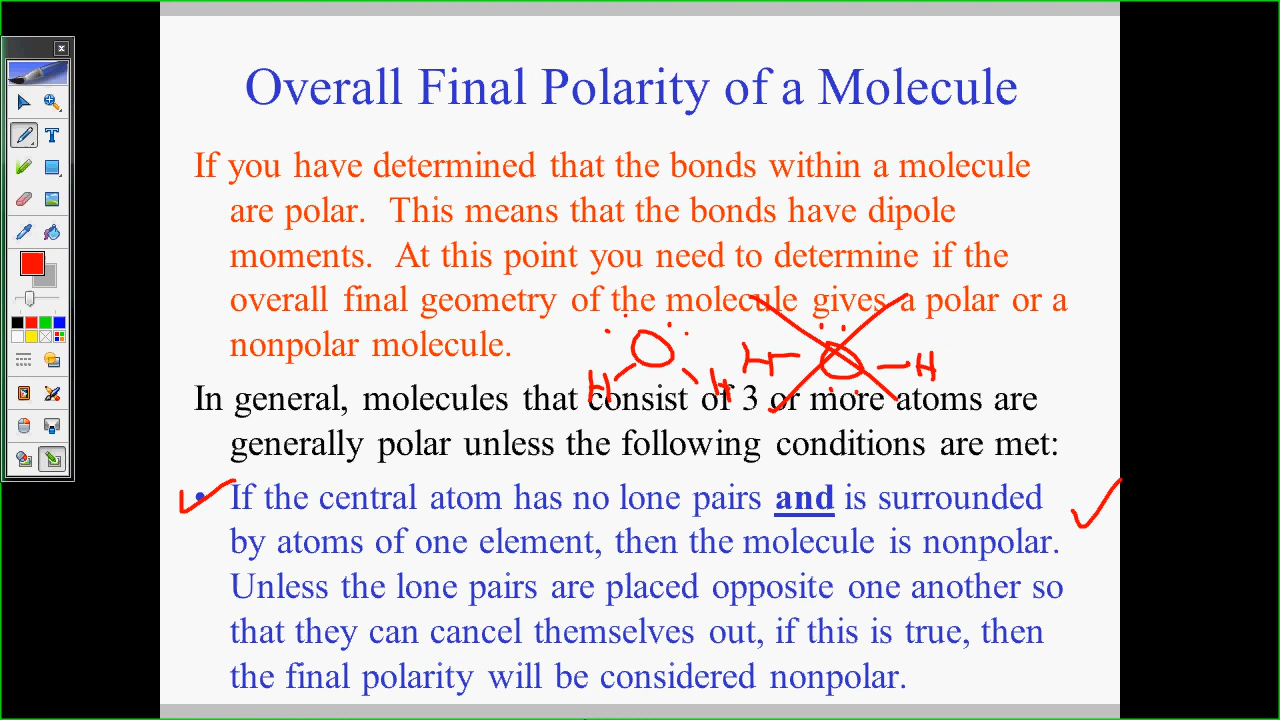 Overall Final Polarity of a Molecule
If you have determined that the bonds within a molecule
are polar. This means that the bonds have dipole
moments. At this point you need to determine if the
overall final geometry of the molecule gives a polar or a
nonpolar molecule.
O H O H
H H
In general, molecules that consist of 3 or more atoms are
generally polar unless the following conditions are met:
• If the central atom has no lone pairs and is surrounded
by atoms of one element, then the molecule is nonpolar.
Unless the lone pairs are placed opposite one another so
that they can cancel themselves out, if this is true, then
the final polarity will be considered nonpolar.